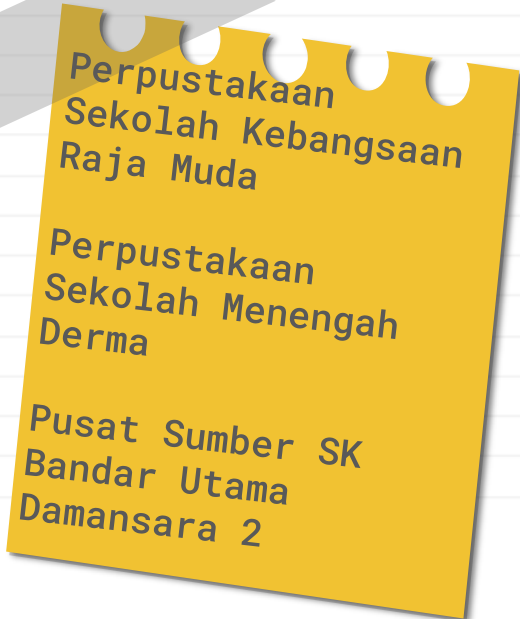 Perpustakaan
Sekolah Kebangsaan
Raja Muda
Perpustakaan
Sekolah Menengah
Derma
Pusat Sumber SK
Bandar Utama
Damansara 2